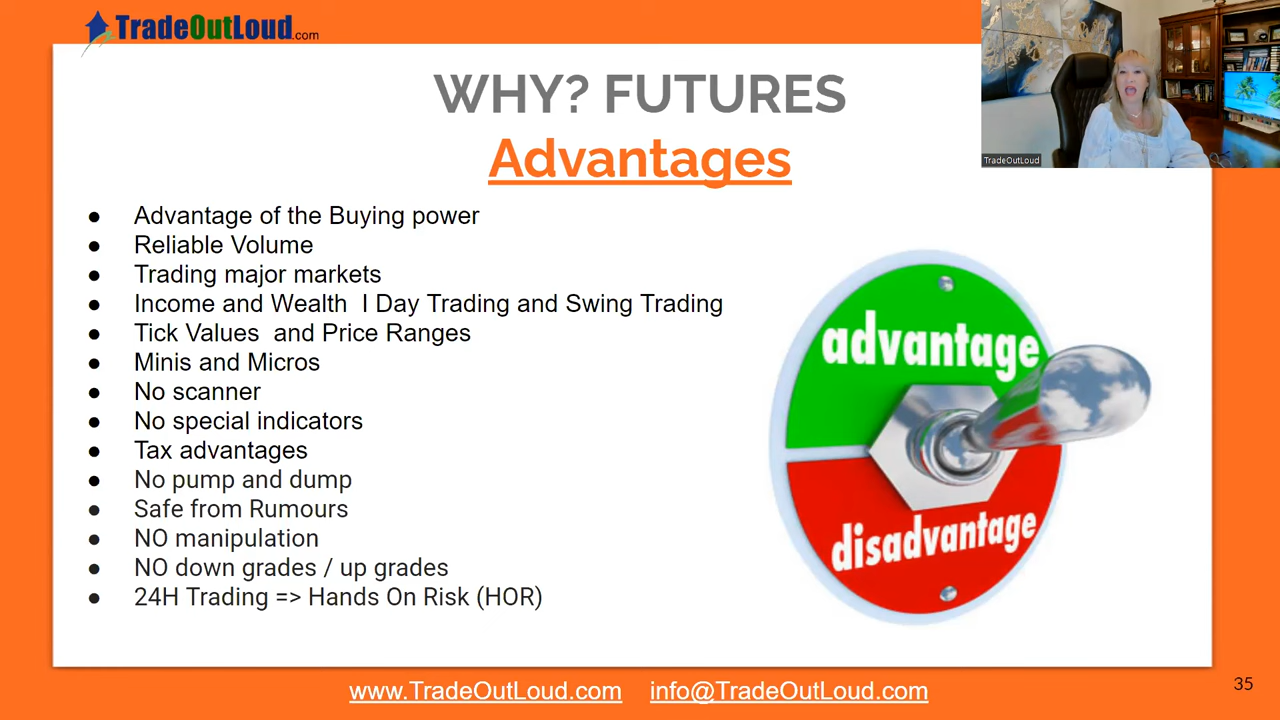 TradeOutLoud.com
WHY? FUTURES
Advantages
TradeOutLoud
● Advantage of the Buying power
● Reliable Volume
● Trading major markets
● Income and Wealth I Day Trading and Swing Trading
● Tick Values and Price Ranges
● Minis and Micros
● No scanner
● No special indicators
● Tax advantages
● No pump and dump
● Safe from Rumours
● NO manipulation
● NO down grades / up grades
● 24H Trading => Hands On Risk (HOR)
advantage
disadvantage
www.TradeOutLoud.com info@TradeOutLoud.com
35